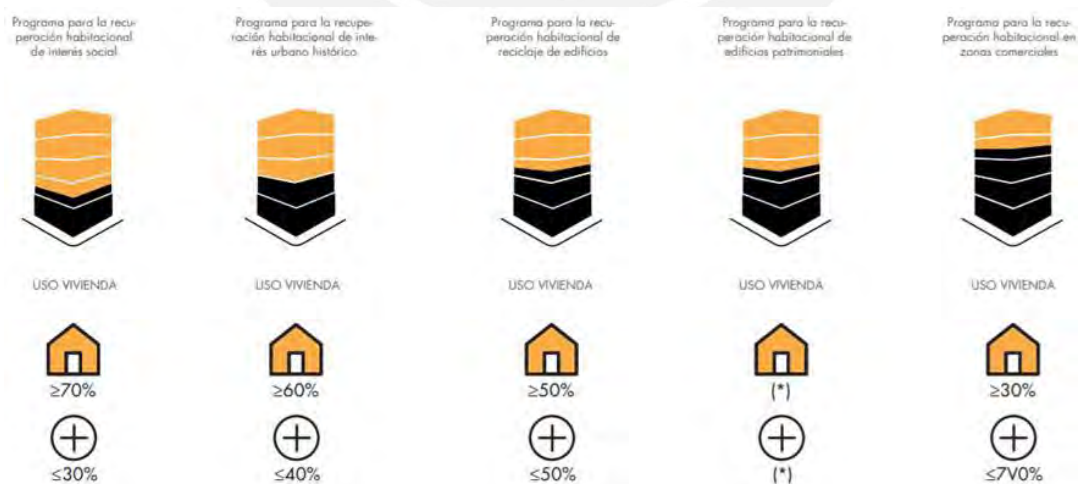 Programa para la recu-
peración habitacional
de interés social
Programa para la recupe-
ración habitacional de inte-
rés urbano histórico
Programa para la recu-
peración habitacional de
reciclaje de edificios
Programa para la recu-
peración habitacional de
edificios patrimoniales
Programa para la recu-
peración habitacional en
zonas comerciales
USO VIVIENDA
USO VIVIENDA
USO VIVIENDA
USO VIVIENDA
USO VIVIENDA
≥70%
≥60%
≥50%
(*)
≥30%
≤30%
≤40%
≤50%
(*)
≤7V0%